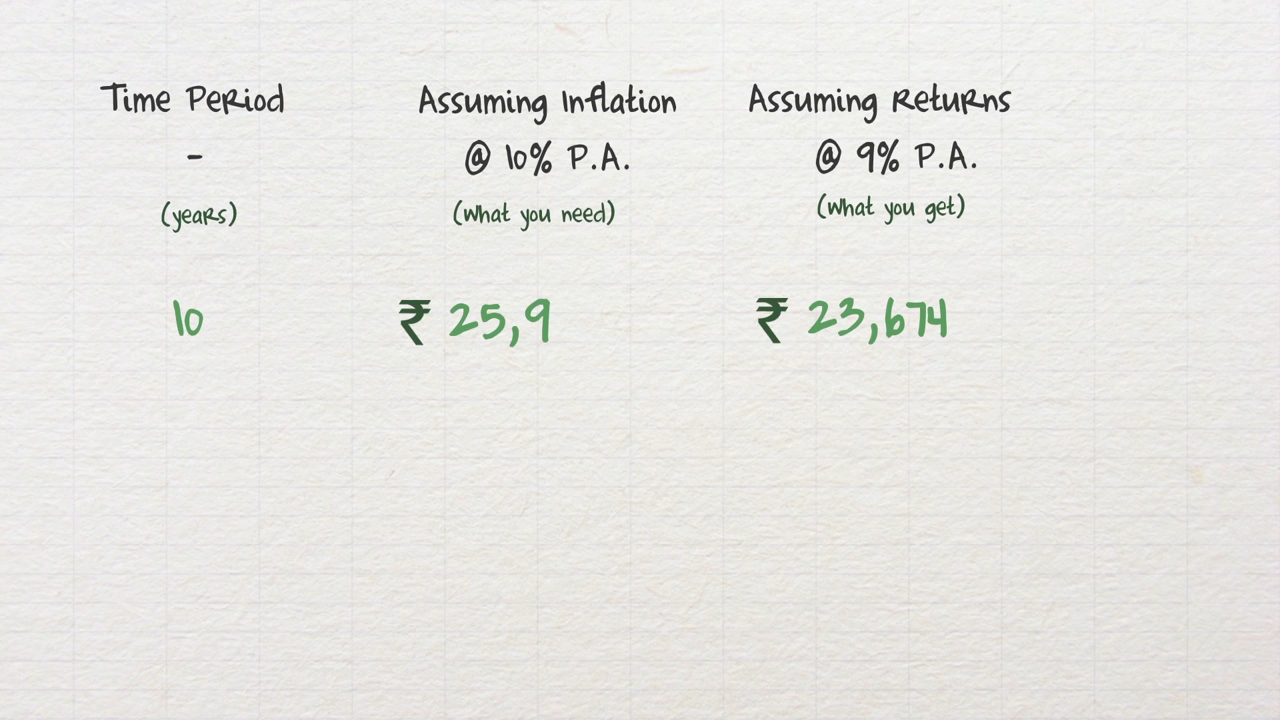 Time Period Assuming Inflation Assuming Returns
- @ 10% P.A. @ 9% P.A.
(years) (what you need) (what you get)
10 ₹ 25,9 ₹ 23,674